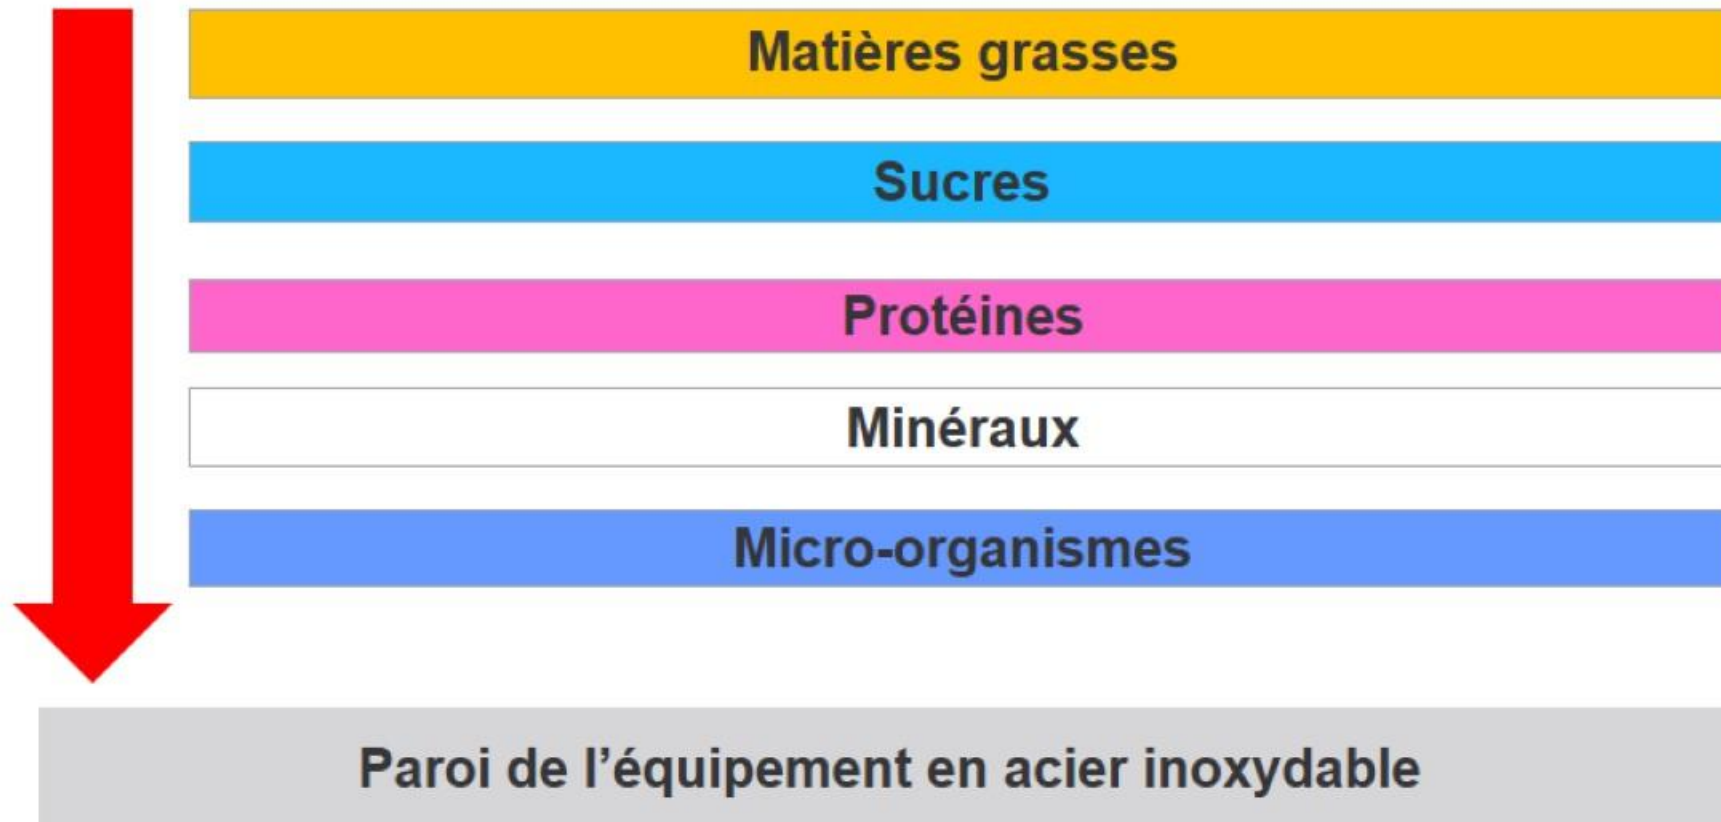 Matières grasses
Sucres
Protéines
Minéraux
Micro-organismes
Paroi de l’équipement en acier inoxydable